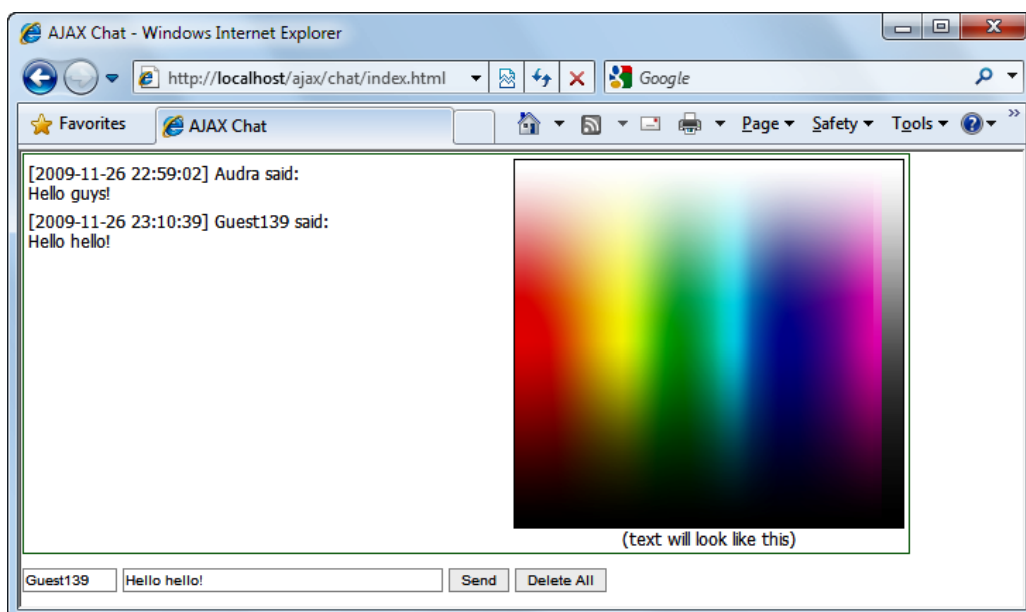 AJAX Chat - Windows Internet Explorer
http://localhost/ajax/chat/index.html
Google
Favorites
AJAX Chat
Page
Safety
Tools
[2009-11-26 22:59:02] Audra said:
Hello guys!
[2009-11-26 23:10:39] Guest139 said:
Hello hello!
(text will look like this)
Guest139
Hello hello!
Send
Delete All